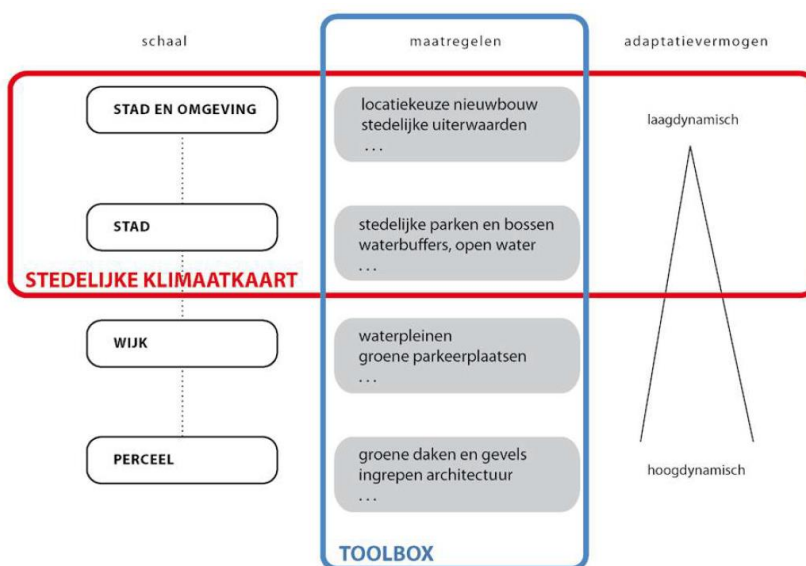 schaal
maatregelen
adaptatievermogen
STAD EN OMGEVING
locatiekeuze nieuwbouw
stedelijke uiterwaarden
...
laagdynamisch
STAD
stedelijke parken en bossen
waterbuffers, open water
...
STEDELIJKE KLIMAATKAART
WIJK
waterpleinen
groene parkeerplaatsen
...
PERCEEL
groene daken en gevels
ingrepen architectuur
...
hoogdynamisch
TOOLBOX